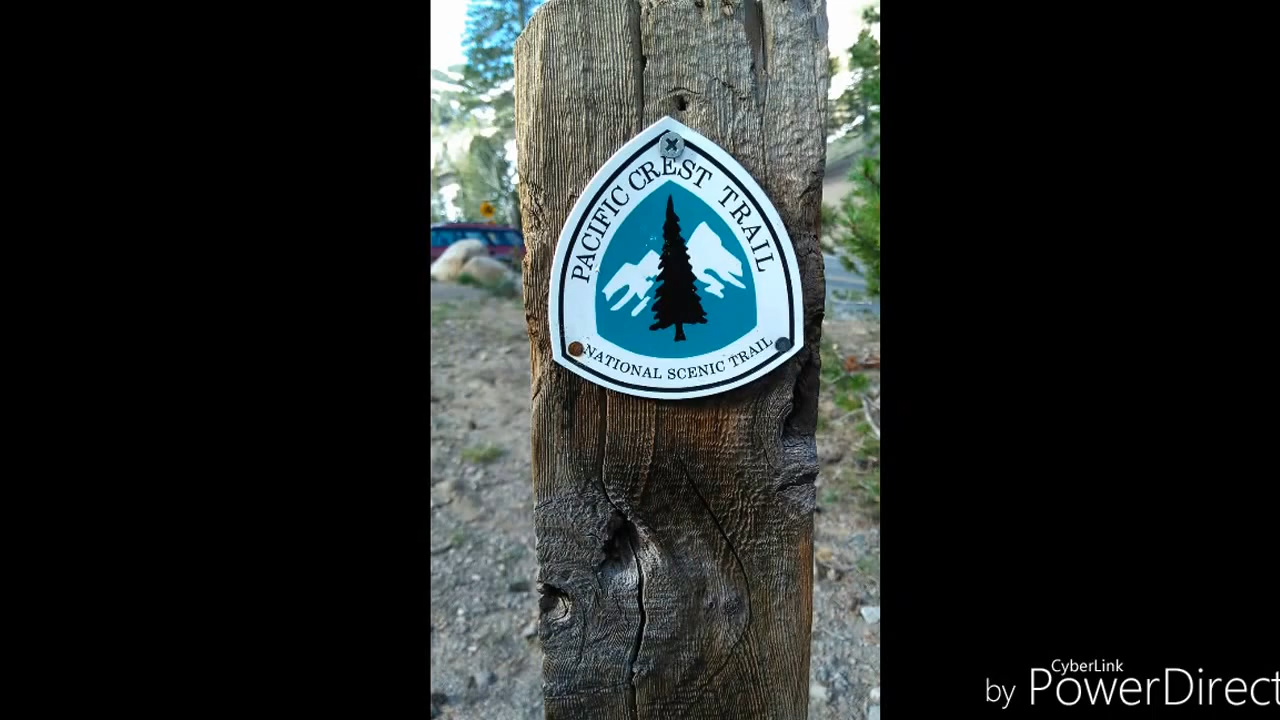 PACIFIC CREST TRAIL
NATIONAL SCENIC TRAIL
CyberLink
by PowerDirect